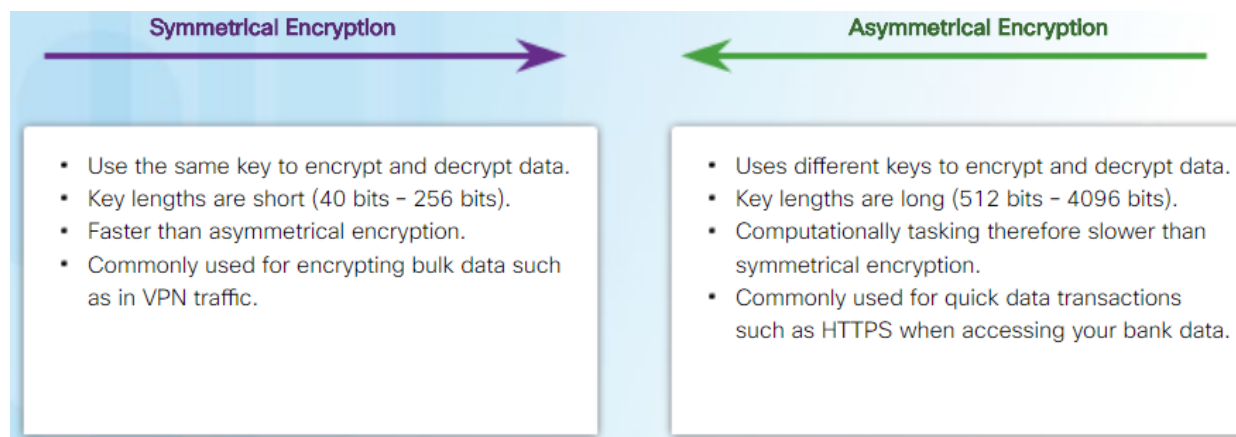 Symmetrical Encryption
• Use the same key to encrypt and decrypt data.
• Key lengths are short (40 bits – 256 bits).
• Faster than asymmetrical encryption.
• Commonly used for encrypting bulk data such
as in VPN traffic.
Asymmetrical Encryption
• Uses different keys to encrypt and decrypt data.
• Key lengths are long (512 bits – 4096 bits).
• Computationally tasking therefore slower than
symmetrical encryption.
• Commonly used for quick data transactions
such as HTTPS when accessing your bank data.